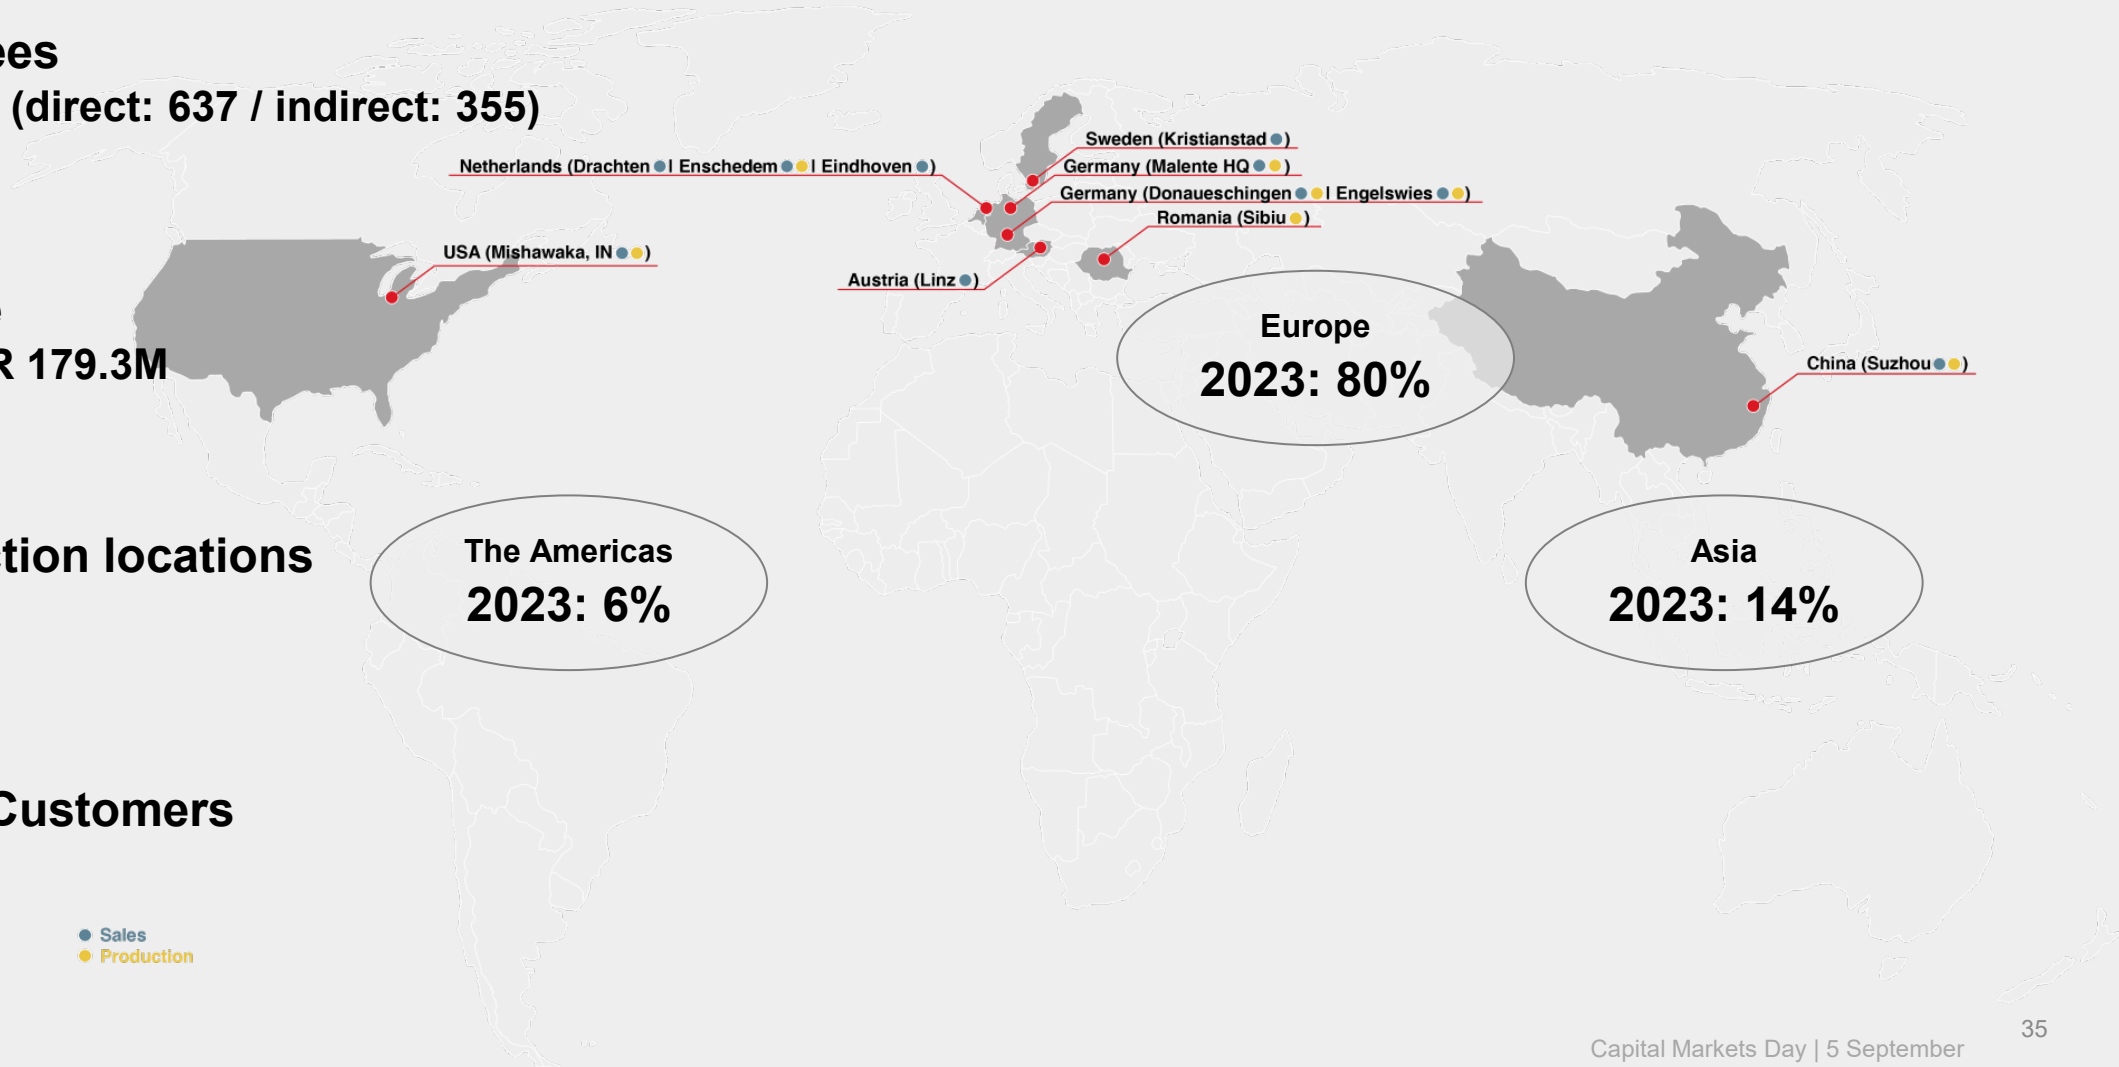 ees
(direct: 637 / indirect: 355)
e
R 179.3M
ction locations
Customers
Sweden (Kristianstad )
Netherlands (Drachten | Enschedem | Eindhoven )
Germany (Malente HQ )
Germany (Donaueschingen | Engelswies )
Romania (Sibiu )
USA (Mishawaka, IN )
Austria (Linz )
China (Suzhou )
Europe
2023: 80%
The Americas
2023: 6%
Asia
2023: 14%
Sales
Production
35
Capital Markets Day | 5 September